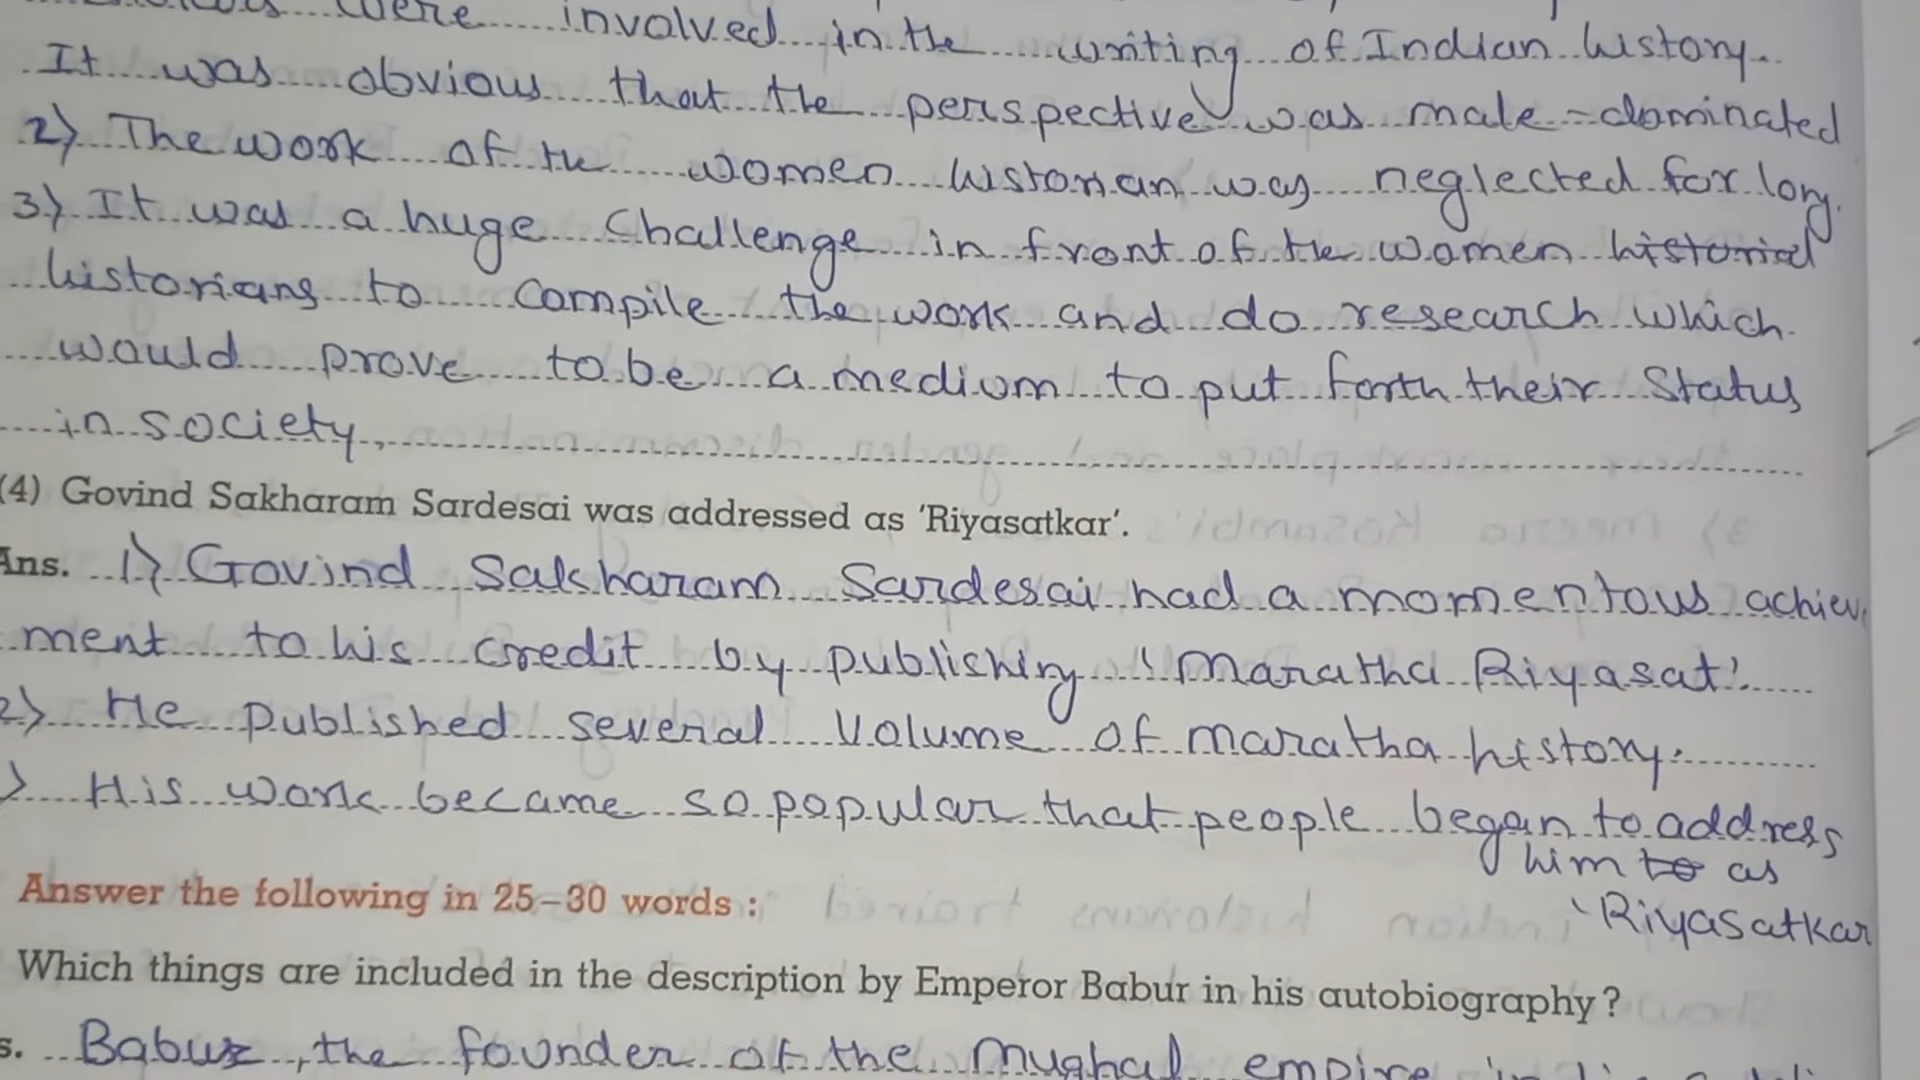 were involved in the writing of Indian history.
It was obvious that the perspective was male-dominated
2) The work of the women historian was neglected for long.
3) It was a huge challenge in front of the women historical
historians to compile the work and do research which
would prove to be a medium to put forth their status
in society.
(4) Govind Sakharam Sardesai was addressed as 'Riyasatkar'.
Ans. 1) Govind Sakharam Sardesai had a momentous achiev
ment to his credit by publishing "Maratha Riyasat'.
2) He published several volume of maratha history.
) His work became so popular that people began to address
him to as
'Riyasatkar
Answer the following in 25–30 words :
Which things are included in the description by Emperor Babur in his autobiography ?
s. Babur, the founder of the Mughal empire